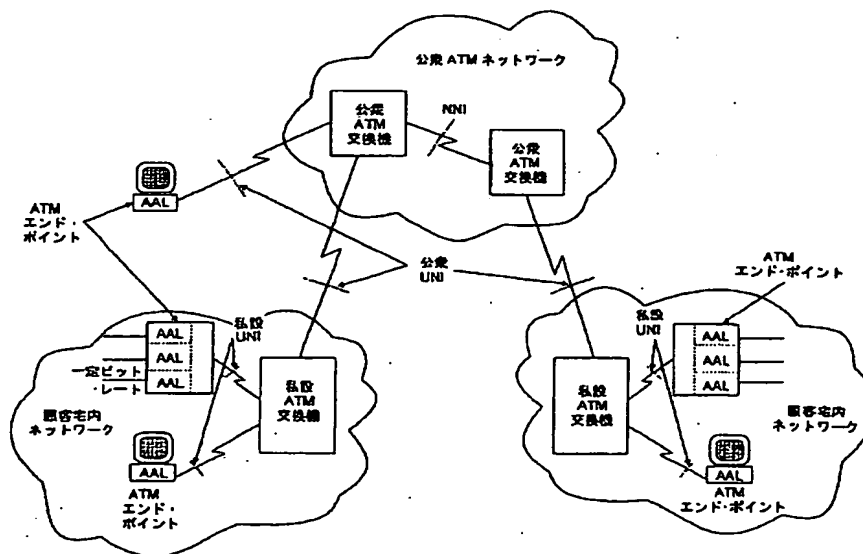 公衆 ATM ネットワーク
公衆
ATM
交換機
NNI
公衆
ATM
交換機
AAL
ATM
エンド・
ポイント
公衆
UNI
ATM
エンド・ポイント
私設
UNI
AAL
AAL
AAL
一定ビット
・レート
私設
ATM
交換機
顧客宅内
ネットワーク
AAL
ATM
エンド・
ポイント
私設
UNI
AAL
AAL
AAL
私設
ATM
交換機
顧客宅内
ネットワーク
AAL
ATM
エンド・ポイント